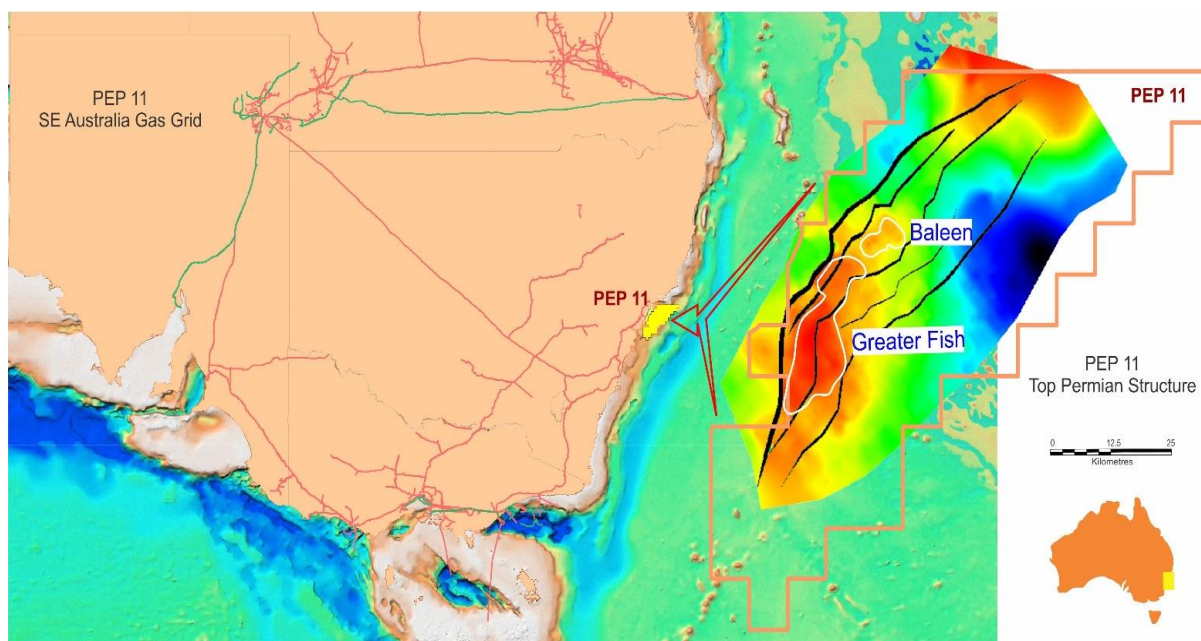 PEP 11
SE Australia Gas Grid
PEP 11
PEP 11
Baleen
Greater Fish
PEP 11
Top Permian Structure
0 12.5 25
Kilometres